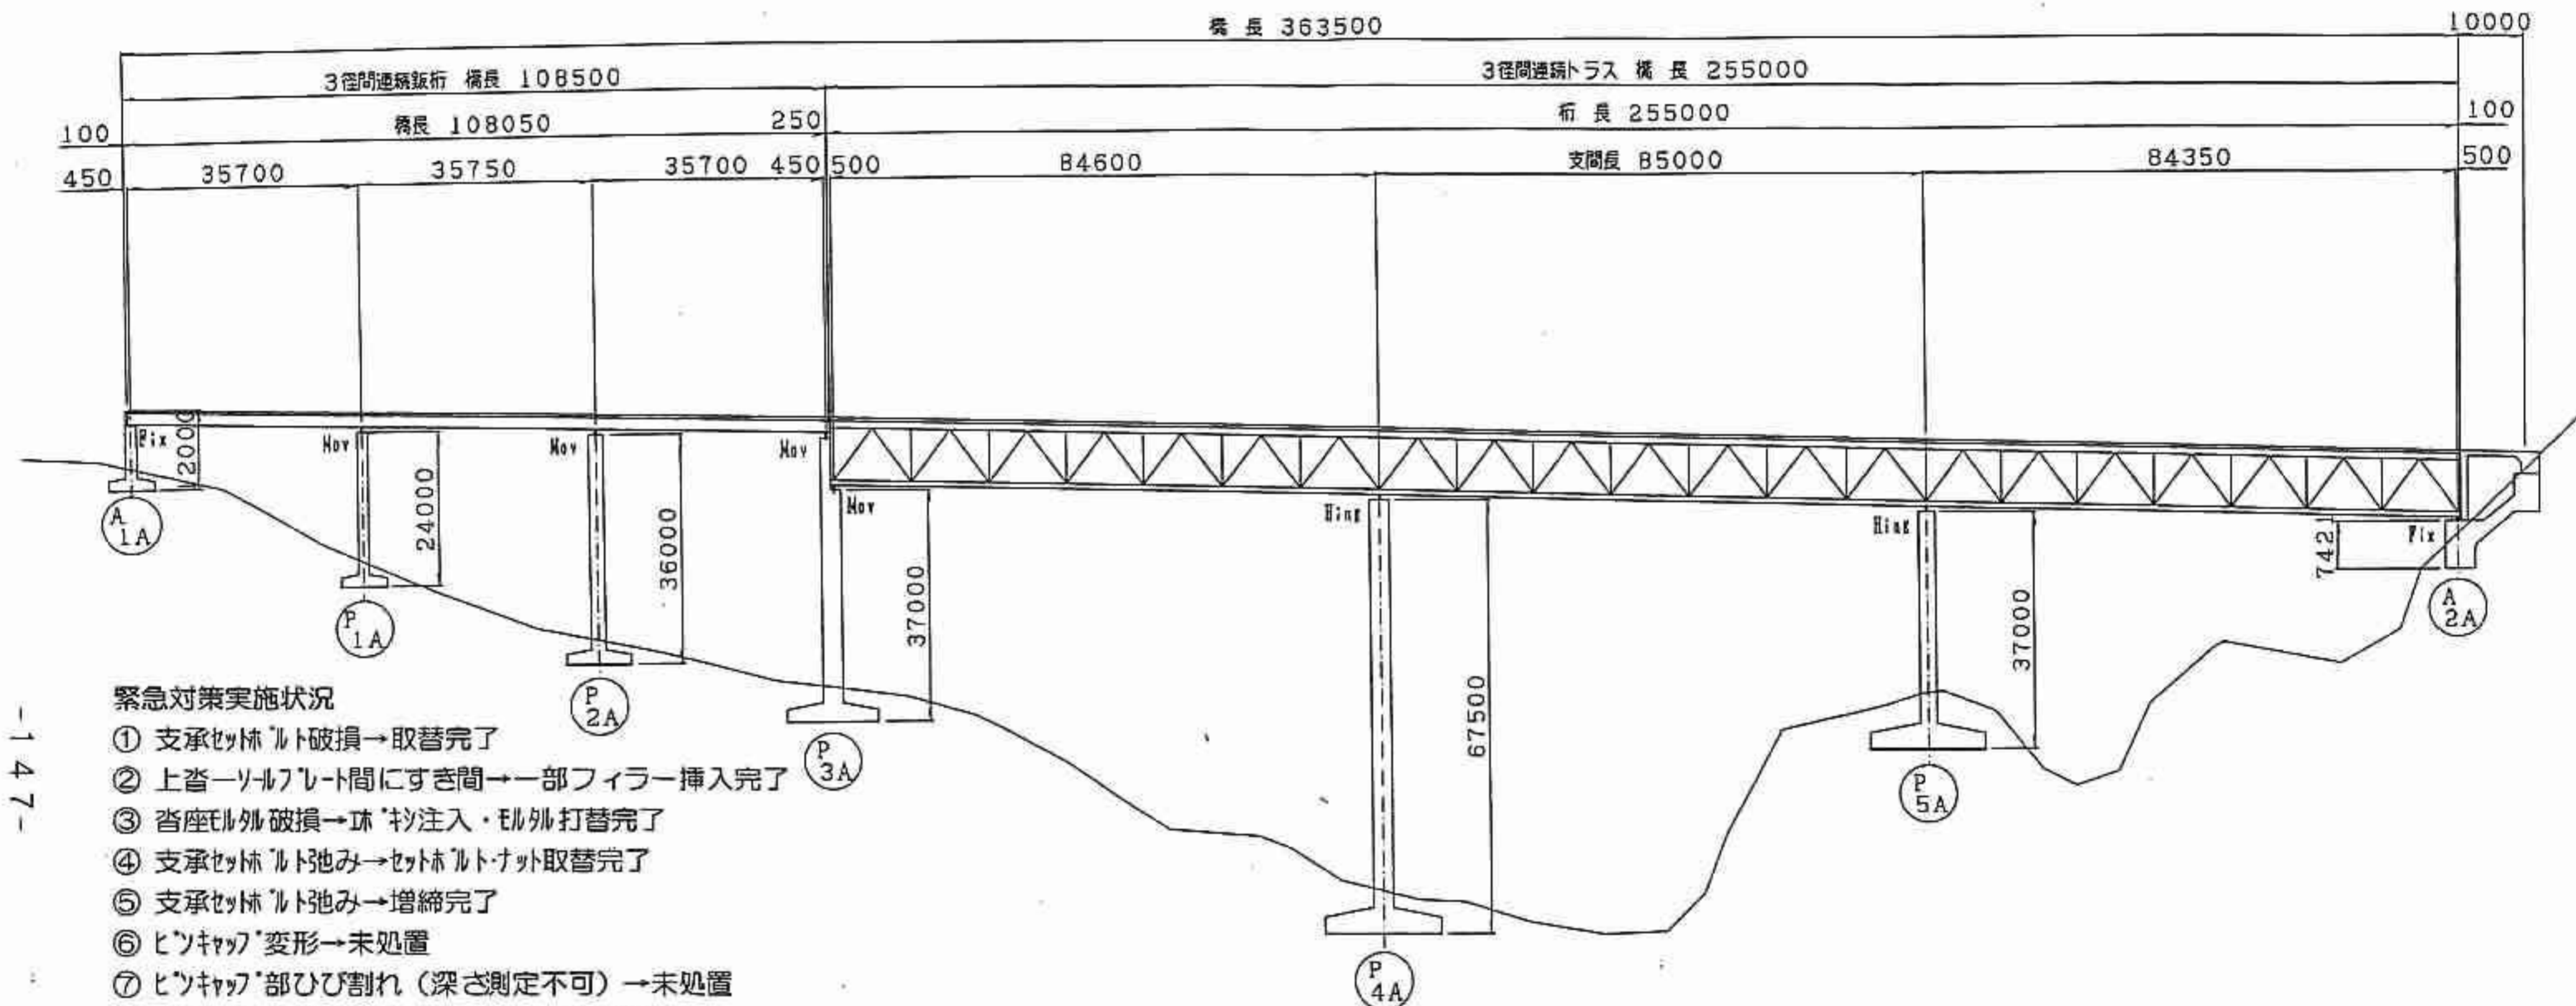 橋 長 363500
10000
3径間連続鈑桁 橋長 108500
3径間連続トラス 橋 長 255000
100
橋長 108050
250
桁 長 255000
100
450
35700
35750
35700
450
500
84600
支間長 85000
84350
500
Fix
Mov
Mov
Mov
Mov
Hing
Hing
Fix
12000
24000
36000
37000
67500
37000
7421
A
1A
P
1A
P
2A
P
3A
P
4A
P
5A
A
2A
緊急対策実施状況
① 支承ｾｯﾄﾎﾞﾙﾄ破損→取替完了
② 上沓ーｿｰﾙﾌﾟﾚｰﾄ間にすき間→一部フィラー挿入完了
③ 沓座ﾓﾙﾀﾙ破損→ｴﾎﾟｷｼ注入・ﾓﾙﾀﾙ打替完了
④ 支承ｾｯﾄﾎﾞﾙﾄ弛み→ｾｯﾄﾎﾞﾙﾄ・ﾅｯﾄ取替完了
⑤ 支承ｾｯﾄﾎﾞﾙﾄ弛み→増締完了
⑥ ﾋﾟﾝｷｬｯﾌﾟ変形→未処置
⑦ ﾋﾟﾝｷｬｯﾌﾟ部ひび割れ（深さ測定不可）→未処置
-147-